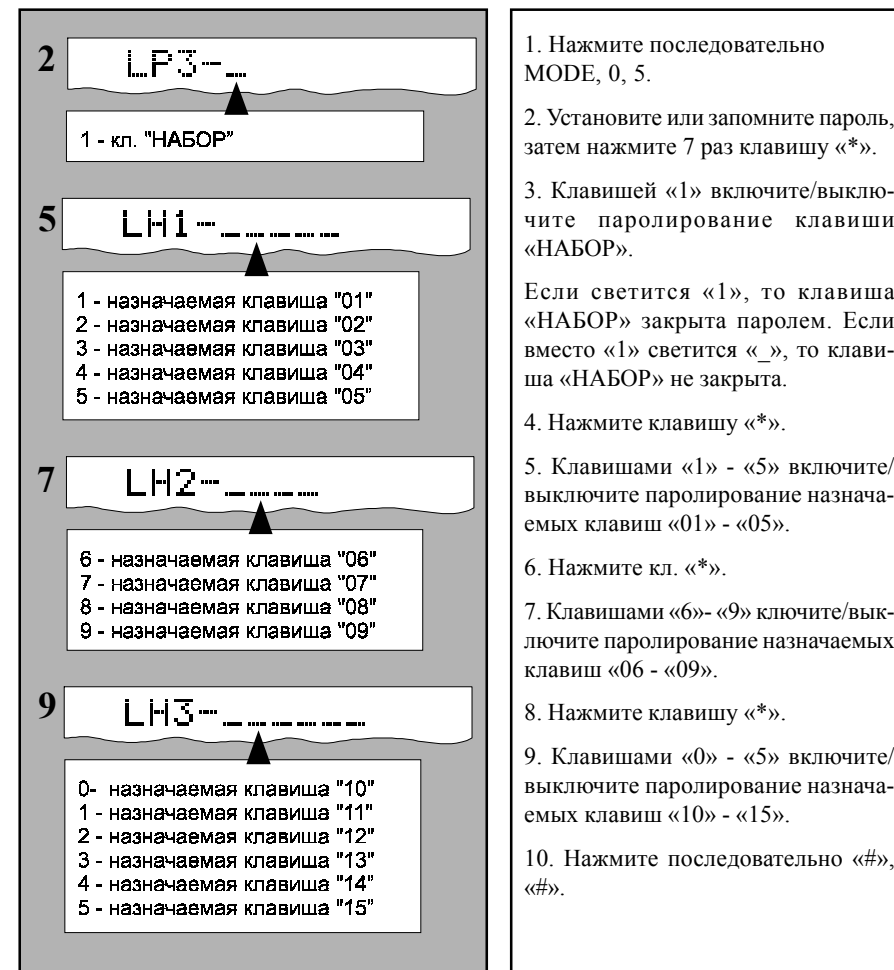 2
LP3-_
1 - кл. "НАБОР"
5
LH1-_ _ _ _ _
1 - назначаемая клавиша "01"
2 - назначаемая клавиша "02"
3 - назначаемая клавиша "03"
4 - назначаемая клавиша "04"
5 - назначаемая клавиша "05"
7
LH2-_ _ _ _
6 - назначаемая клавиша "06"
7 - назначаемая клавиша "07"
8 - назначаемая клавиша "08"
9 - назначаемая клавиша "09"
9
LH3-_ _ _ _ _ _
0- назначаемая клавиша "10"
1 - назначаемая клавиша "11"
2 - назначаемая клавиша "12"
3 - назначаемая клавиша "13"
4 - назначаемая клавиша "14"
5 - назначаемая клавиша "15"
1. Нажмите последовательно
MODE, 0, 5.
2. Установите или запомните пароль,
затем нажмите 7 раз клавишу «*».
3. Клавишей «1» включите/выклю-
чите паролирование клавиши
«НАБОР».
Если светится «1», то клавиша
«НАБОР» закрыта паролем. Если
вместо «1» светится «_», то клави-
ша «НАБОР» не закрыта.
4. Нажмите клавишу «*».
5. Клавишами «1» - «5» включите/
выключите паролирование назнача-
емых клавиш «01» - «05».
6. Нажмите кл. «*».
7. Клавишами «6»- «9» ключите/вык-
лючите паролирование назначаемых
клавиш «06 - «09».
8. Нажмите клавишу «*».
9. Клавишами «0» - «5» включите/
выключите паролирование назнача-
емых клавиш «10» - «15».
10. Нажмите последовательно «#»,
«#».